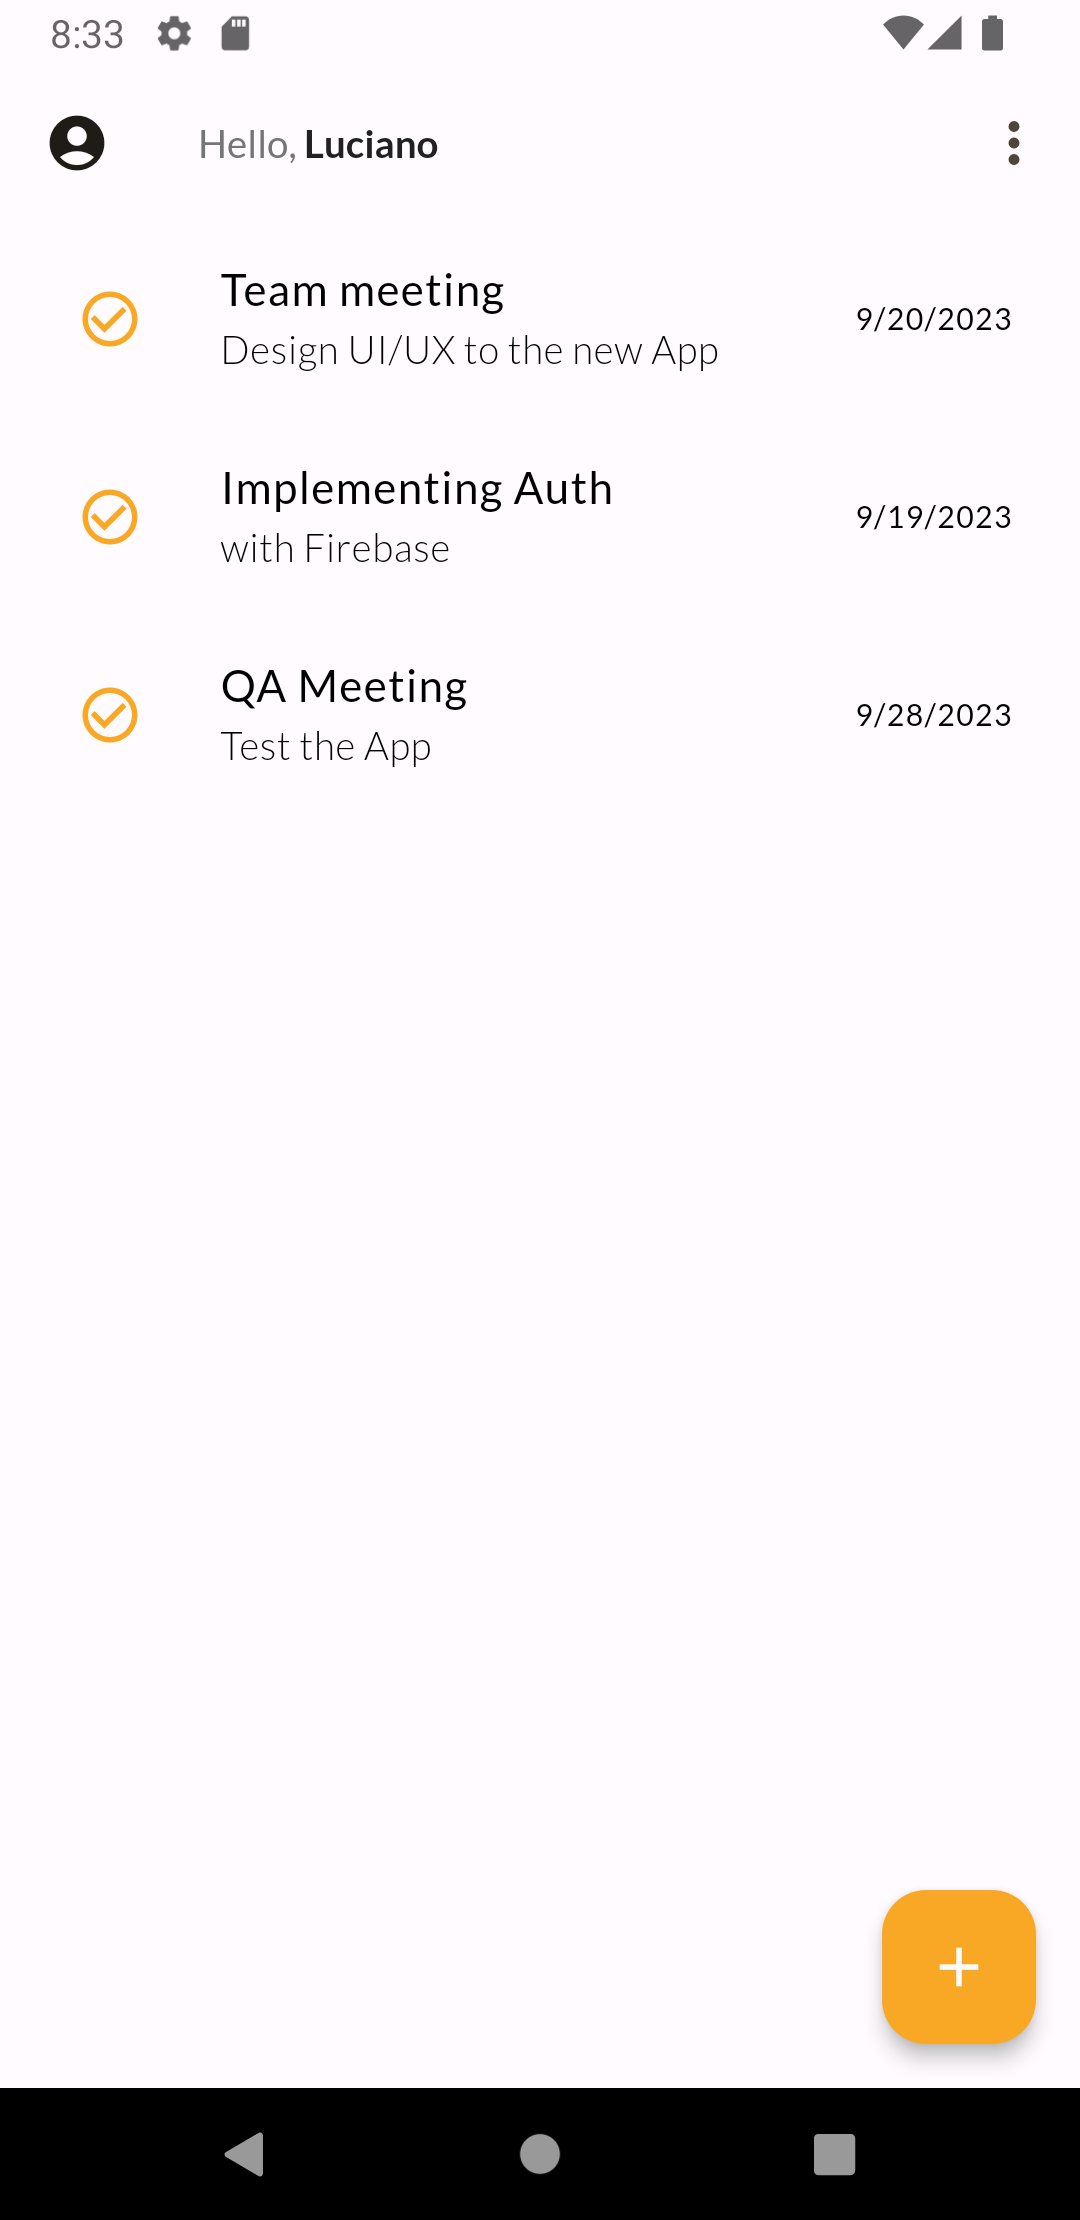 8:33
Hello, Luciano
Team meeting
Design UI/UX to the new App
9/20/2023
Implementing Auth
with Firebase
9/19/2023
QA Meeting
Test the App
9/28/2023